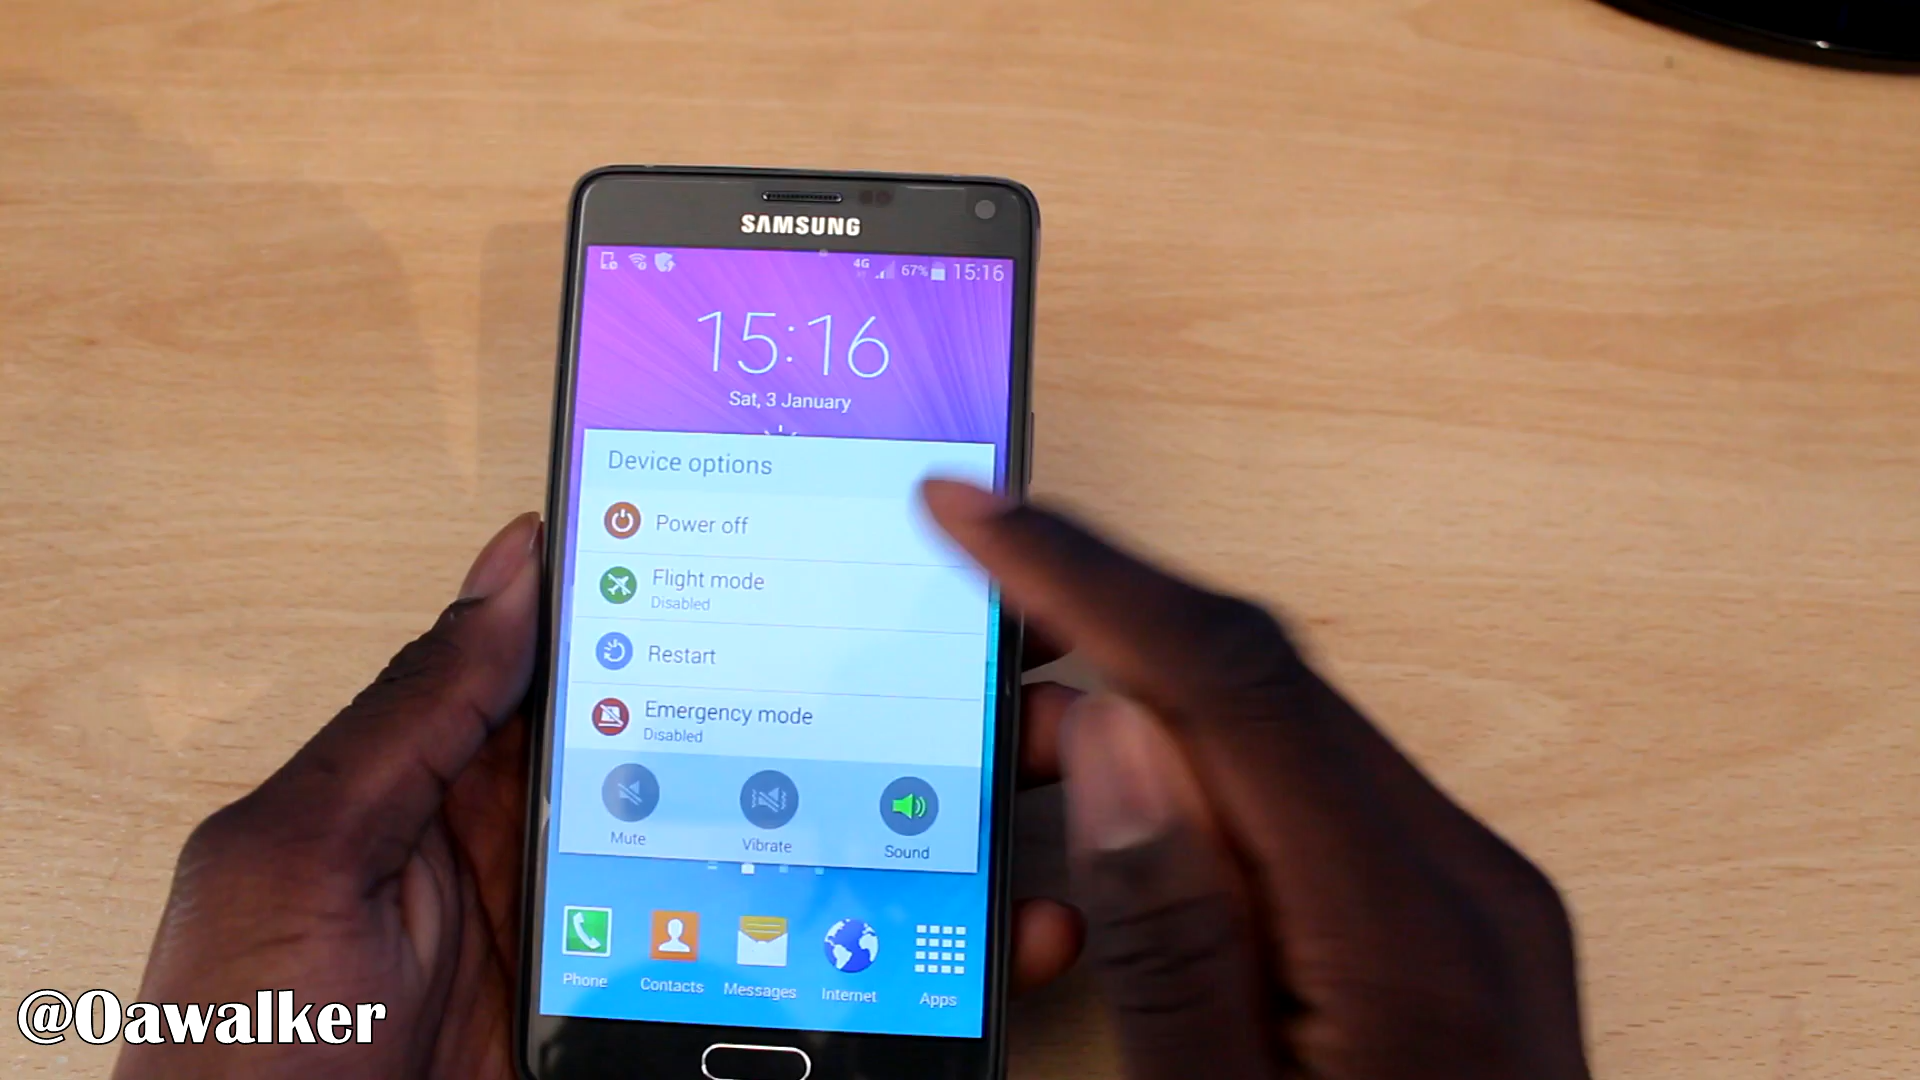 SAMSUNG
4G 67% 15:16
15:16
Sat, 3 January
Device options
Power off
Flight mode
Disabled
Restart
Emergency mode
Disabled
Mute Vibrate Sound
Phone Contacts Messages Internet Apps
@Oawalker